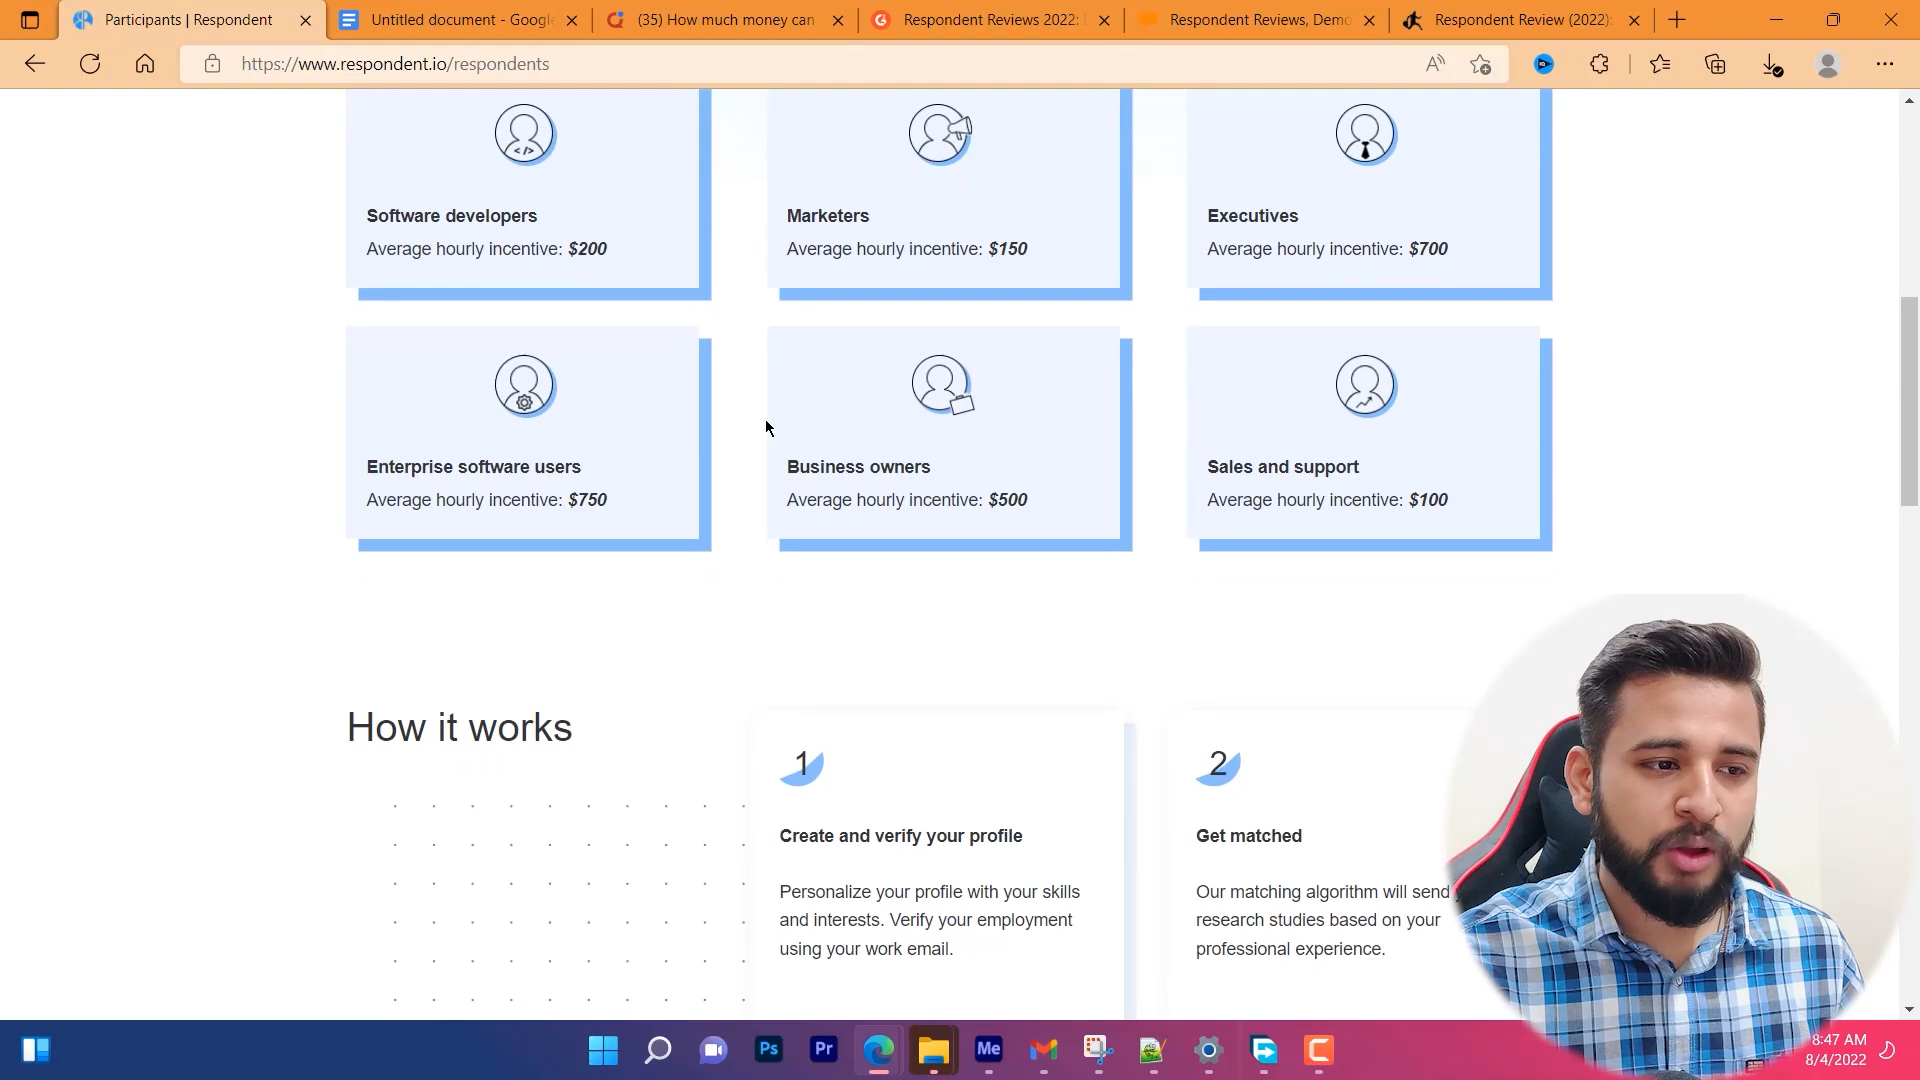 Participants | Respondent
Untitled document - Google
(35) How much money can
Respondent Reviews 2022:
Respondent Reviews, Demo
Respondent Review (2022):
https://www.respondent.io/respondents
</>
Software developers
Average hourly incentive: $200
Marketers
Average hourly incentive: $150
Executives
Average hourly incentive: $700
Enterprise software users
Average hourly incentive: $750
Business owners
Average hourly incentive: $500
Sales and support
Average hourly incentive: $100
How it works
1
Create and verify your profile
Personalize your profile with your skills
and interests. Verify your employment
using your work email.
2
Get matched
Our matching algorithm will send
research studies based on your
professional experience.
Ps
Pr
Me
8:47 AM
8/4/2022